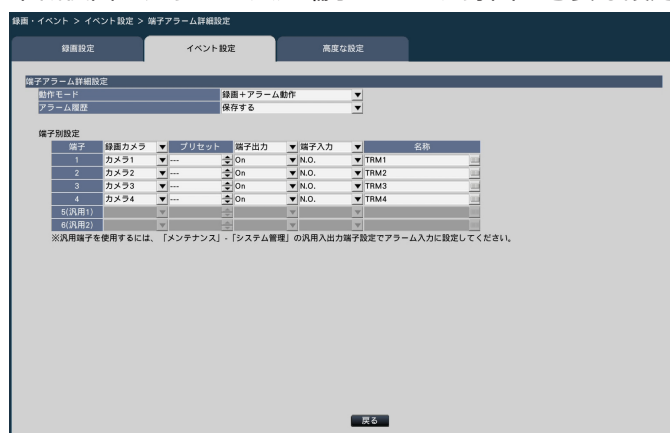 録画・イベント > イベント設定 > 端子アラーム詳細設定
録画設定 イベント設定 高度な設定
端子アラーム詳細設定
動作モード 録画+アラーム動作
アラーム履歴 保存する
端子別設定
端子 録画カメラ プリセット 端子出力 端子入力 名称
1 カメラ1 --- On N.O. TRM1
2 カメラ2 --- On N.O. TRM2
3 カメラ3 --- On N.O. TRM3
4 カメラ4 --- On N.O. TRM4
5(汎用1)
6(汎用2)
※汎用端子を使用するには、「メンテナンス」-「システム管理」の汎用入出力端子設定でアラーム入力に設定してください。
戻る